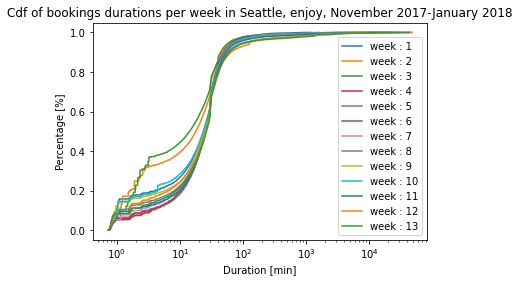 Cdf of bookings durations per week in Seattle, enjoy, November 2017-January 2018
1.0
0.8
0.6
0.4
0.2
0.0
Percentage [%]
week : 1
week : 2
week : 3
week : 4
week : 5
week : 6
week : 7
week : 8
week : 9
week : 10
week : 11
week : 12
week : 13
10^0 10^1 10^2 10^3 10^4
Duration [min]